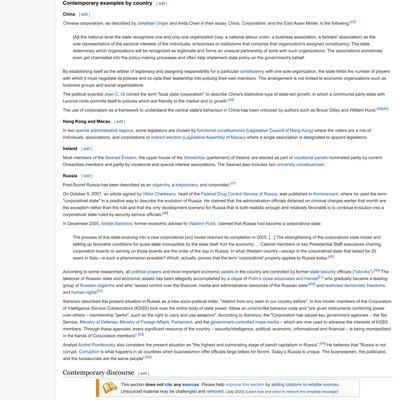 Contemporary examples by country [ edit ]
China [ edit ]
Chinese corporatism, as described by Jonathan Unger and Anita Chan in their essay China, Corporatism, and the East Asian Model, is the following:
[A]t the national level the state recognizes one and only one organization (say, a national labour union, a business association, a farmers' association) as the
sole representative of the sectoral interests of the individuals, enterprises or institutions that comprise that organization's assigned constituency. The state
determines which organizations will be recognized as legitimate and forms an unequal partnership of sorts with such organizations. The associations sometimes
even get channelled into the policy-making processes and often help implement state policy on the government's behalf.
By establishing itself as the arbiter of legitimacy and assigning responsibility for a particular constituency with one sole organization, the state limits the number of players
with which it must negotiate its policies and co-opts their leadership into policing their own members. This arrangement is not limited to economic organizations such as
business groups and social organizations.
The political scientist Jean C. Oi coined the term "local state corporatism" to describe China's distinctive type of state-led growth, in which a communist party-state with
Leninist roots commits itself to policies which are friendly to the market and to growth.
The use of corporatism as a framework to understand the central state's behaviour in China has been criticized by authors such as Bruce Gilley and William Hurst.
Hong Kong and Macau [ edit ]
In two special administrative regions, some legislators are chosen by functional constituencies (Legislative Council of Hong Kong) where the voters are a mix of
individuals, associations, and corporations or indirect election (Legislative Assembly of Macau) where a single association is designated to appoint legislators.
Ireland [ edit ]
Most members of the Seanad Éireann, the upper house of the Oireachtas (parliament) of Ireland, are elected as part of vocational panels nominated partly by current
Oireachtas members and partly by vocational and special interest associations. The Seanad also includes two university constituencies.
Russia [ edit ]
Post-Soviet Russia has been described as an oligarchy, a kleptocracy, and corporatist.
On October 9, 2007, an article signed by Viktor Cherkesov, head of the Federal Drug Control Service of Russia, was published in Kommersant, where he used the term
"corporativist state" in a positive way to describe the evolution of Russia. He claimed that the administration officials detained on criminal charges earlier that month are
the exception rather than the rule and that the only development scenario for Russia that is both realistic enough and relatively favorable is to continue evolution into a
corporativist state ruled by security service officials.
In December 2005, Andrei Illarionov, former economic adviser to Vladimir Putin, claimed that Russia had become a corporativist state:
The process of this state evolving into a new corporativist [sic] model reached its completion in 2005. [...] The strengthening of the corporativist state model and
setting up favorable conditions for quasi-state monopolies by the state itself hurt the economy. ... Cabinet members or key Presidential Staff executives chairing
corporation boards or serving on those boards are the order of the day in Russia. In what Western country—except in the corporativist state that lasted for 20
years in Italy—is such a phenomenon possible? Which, actually, proves that the term 'corporativist' properly applies to Russia today.
According to some researchers, all political powers and most important economic assets in the country are controlled by former state security officials ("siloviks"). The
takeover of Russian state and economic assets has been allegedly accomplished by a clique of Putin's close associates and friends who gradually became a leading
group of Russian oligarchs and who "seized control over the financial, media and administrative resources of the Russian state" and restricted democratic freedoms
and human rights
Illarionov described the present situation in Russia as a new socio-political order, "distinct from any seen in our country before". In this model, members of the Corporation
of Intelligence Service Collaborators (KSSS) took over the entire body of state power, follow an omerta-like behavior code and "are given instruments conferring power
over others – membership "perks", such as the right to carry and use weapons". According to Illarionov, the "Corporation has seized key government agencies – the Tax
Service, Ministry of Defense, Ministry of Foreign Affairs, Parliament, and the government-controlled mass media – which are now used to advance the interests of KSSS
members. Through these agencies, every significant resource of the country – security/intelligence, political, economic, informational and financial – is being monopolized
in the hands of Corporation members".
Analyst Andrei Piontkovsky also considers the present situation as "the highest and culminating stage of bandit capitalism in Russia". He believes that "Russia is not
corrupt. Corruption is what happens in all countries when businessmen offer officials large bribes for favors. Today's Russia is unique. The businessmen, the politicians,
and the bureaucrats are the same people".
Contemporary discourse [ edit ]
This section does not cite any sources. Please help improve this section by adding citations to reliable sources.
Unsourced material may be challenged and removed. (July 2020) (Learn how and when to remove this template message)